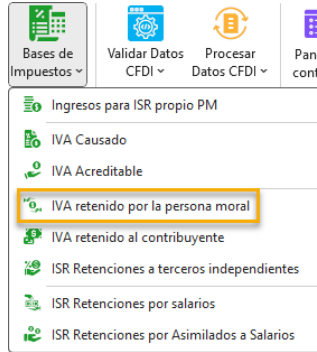 Bases de
Impuestos
Validar Datos
CFDI
Procesar
Datos CFDI
Pan
cont
Ingresos para ISR propio PM
IVA Causado
IVA Acreditable
IVA retenido por la persona moral
IVA retenido al contribuyente
ISR Retenciones a terceros independientes
ISR Retenciones por salarios
ISR Retenciones por Asimilados a Salarios